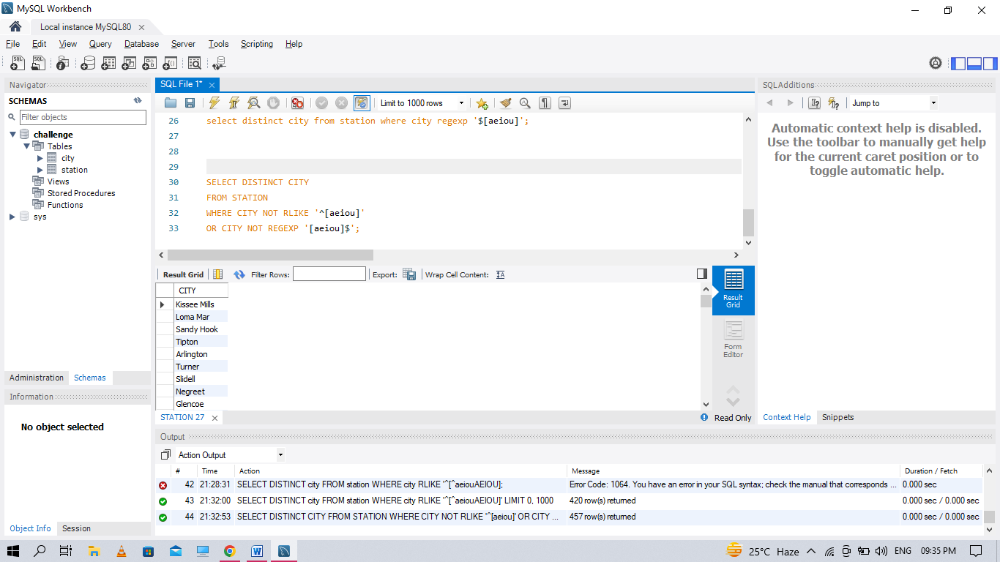 MySQL Workbench
Local instance MySQL80
File Edit View Query Database Server Tools Scripting Help
Navigator
SCHEMAS
Filter objects
challenge
Tables
city
station
Views
Stored Procedures
Functions
sys
Administration Schemas
Information
No object selected
Object Info Session
SQL File 1*
Limit to 1000 rows
26 select distinct city from station where city regexp '$[aeiou]';
27
28
29
30 SELECT DISTINCT CITY
31 FROM STATION
32 WHERE CITY NOT RLIKE '^[aeiou]'
33 OR CITY NOT REGEXP '[aeiou]$';
Result Grid Filter Rows: Export: Wrap Cell Content:
CITY
Kissee Mills
Loma Mar
Sandy Hook
Tipton
Arlington
Turner
Slidell
Negreet
Glencoe
Result
Grid
Form
Editor
STATION 27
Read Only
SQLAdditions
Jump to
Automatic context help is disabled.
Use the toolbar to manually get help
for the current caret position or to
toggle automatic help.
Context Help Snippets
Output
Action Output
# Time Action Message Duration / Fetch
42 21:28:31 SELECT DISTINCT city FROM station WHERE city RLIKE '^[^aeiouAEIOU]; Error Code: 1064. You have an error in your SQL syntax; check the manual that corresponds ... 0.000 sec
43 21:32:00 SELECT DISTINCT city FROM station WHERE city RLIKE '^[^aeiouAEIOU]' LIMIT 0, 1000 420 row(s) returned 0.000 sec / 0.000 sec
44 21:32:53 SELECT DISTINCT CITY FROM STATION WHERE CITY NOT RLIKE '^[aeiou]' OR CITY ... 457 row(s) returned 0.000 sec / 0.000 sec
25°C Haze ENG 09:35 PM